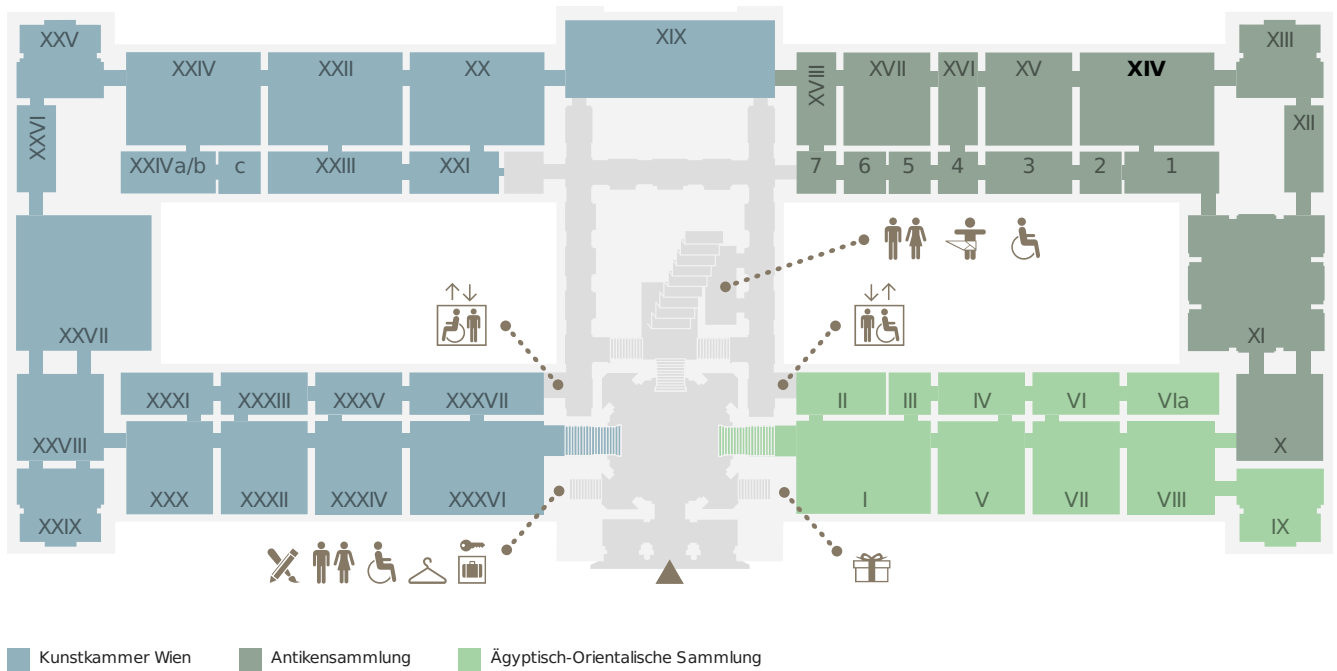 XXV
XXIV
XXII
XX
XIX
XVIII
XVII
XVI
XV
XIV
XIII
XXVI
XII
XXIVa/b
c
XXIII
XXI
7
6
5
4
3
2
1
XXVII
XI
XXVIII
XXXI
XXXIII
XXXV
XXXVII
II
III
IV
VI
VIa
X
XXX
XXXII
XXXIV
XXXVI
I
V
VII
VIII
XXIX
IX
Kunstkammer Wien
Antikensammlung
Ägyptisch-Orientalische Sammlung